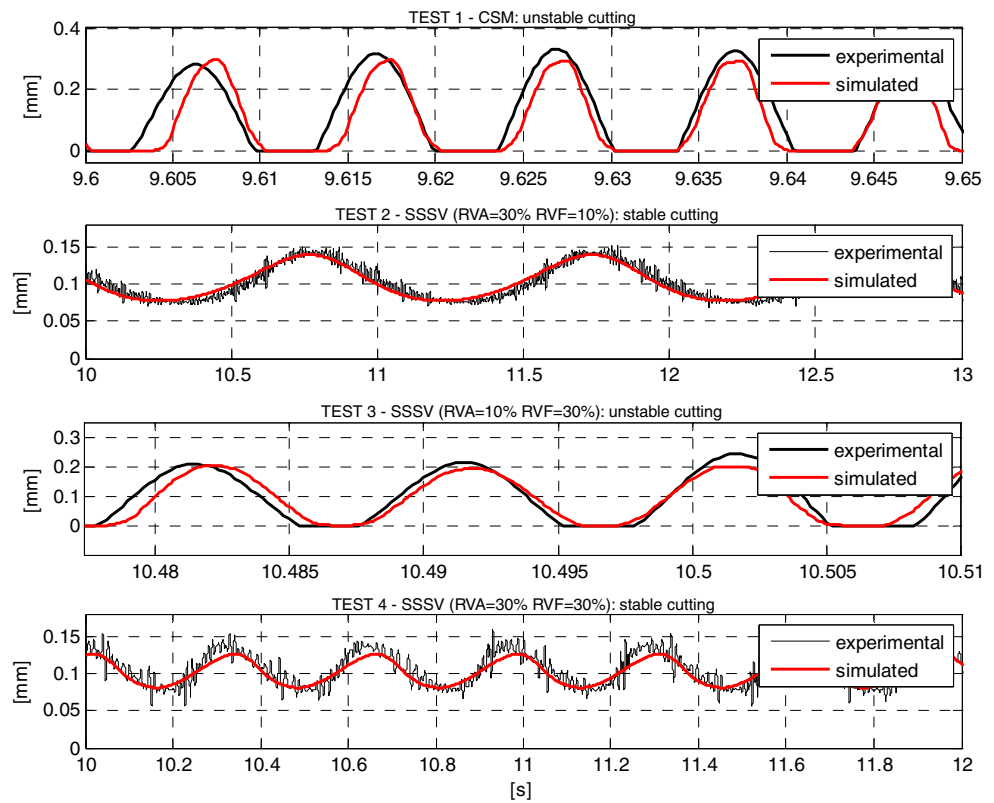 TEST 1 - CSM: unstable cutting
0.4
0.2
0
[mm]
experimental
simulated
9.6 9.605 9.61 9.615 9.62 9.625 9.63 9.635 9.64 9.645 9.65
TEST 2 - SSSV (RVA=30% RVF=10%): stable cutting
0.15
0.1
0.05
0
[mm]
experimental
simulated
10 10.5 11 11.5 12 12.5 13
TEST 3 - SSSV (RVA=10% RVF=30%): unstable cutting
0.3
0.2
0.1
0
[mm]
experimental
simulated
10.48 10.485 10.49 10.495 10.5 10.505 10.51
TEST 4 - SSSV (RVA=30% RVF=30%): stable cutting
0.15
0.1
0.05
0
[mm]
experimental
simulated
10 10.2 10.4 10.6 10.8 11 11.2 11.4 11.6 11.8 12
[s]